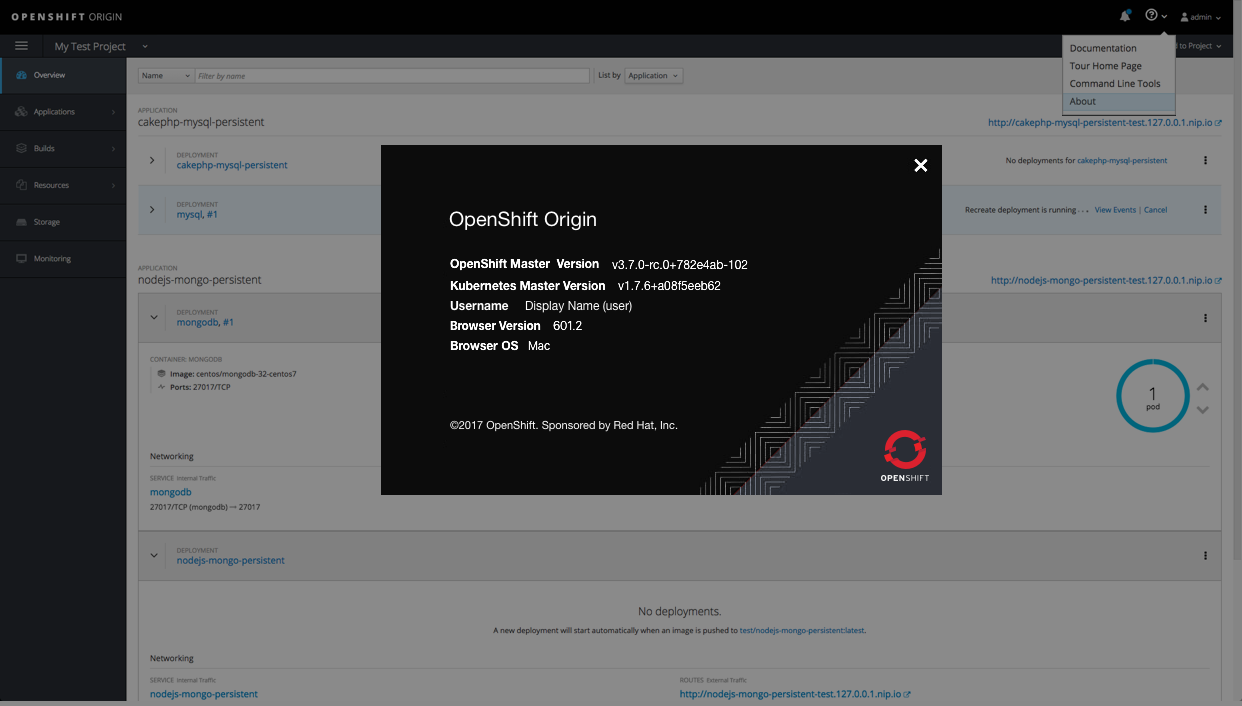 OPENSHIFT ORIGIN
admin
My Test Project
to Project
Documentation
Tour Home Page
Command Line Tools
About
Overview
Applications
Builds
Resources
Storage
Monitoring
Name
Filter by name
List by
Application
APPLICATION
cakephp-mysql-persistent
http://cakephp-mysql-persistent-test.127.0.0.1.nip.io
DEPLOYMENT
cakephp-mysql-persistent
No deployments for cakephp-mysql-persistent
DEPLOYMENT
mysql, #1
Recreate deployment is running . . . View Events | Cancel
APPLICATION
nodejs-mongo-persistent
http://nodejs-mongo-persistent-test.127.0.0.1.nip.io
DEPLOYMENT
mongodb, #1
CONTAINER: MONGODB
Image: centos/mongodb-32-centos7
Ports: 27017/TCP
1
pod
Networking
SERVICE Internal Traffic
mongodb
27017/TCP (mongodb) → 27017
DEPLOYMENT
nodejs-mongo-persistent
No deployments.
A new deployment will start automatically when an image is pushed to test/nodejs-mongo-persistent:latest.
Networking
SERVICE Internal Traffic
nodejs-mongo-persistent
ROUTES External Traffic
http://nodejs-mongo-persistent-test.127.0.0.1.nip.io
OpenShift Origin
OpenShift Master Version v3.7.0-rc.0+782e4ab-102
Kubernetes Master Version v1.7.6+a08f5eeb62
Username Display Name (user)
Browser Version 601.2
Browser OS Mac
©2017 OpenShift. Sponsored by Red Hat, Inc.
OPENSHIFT